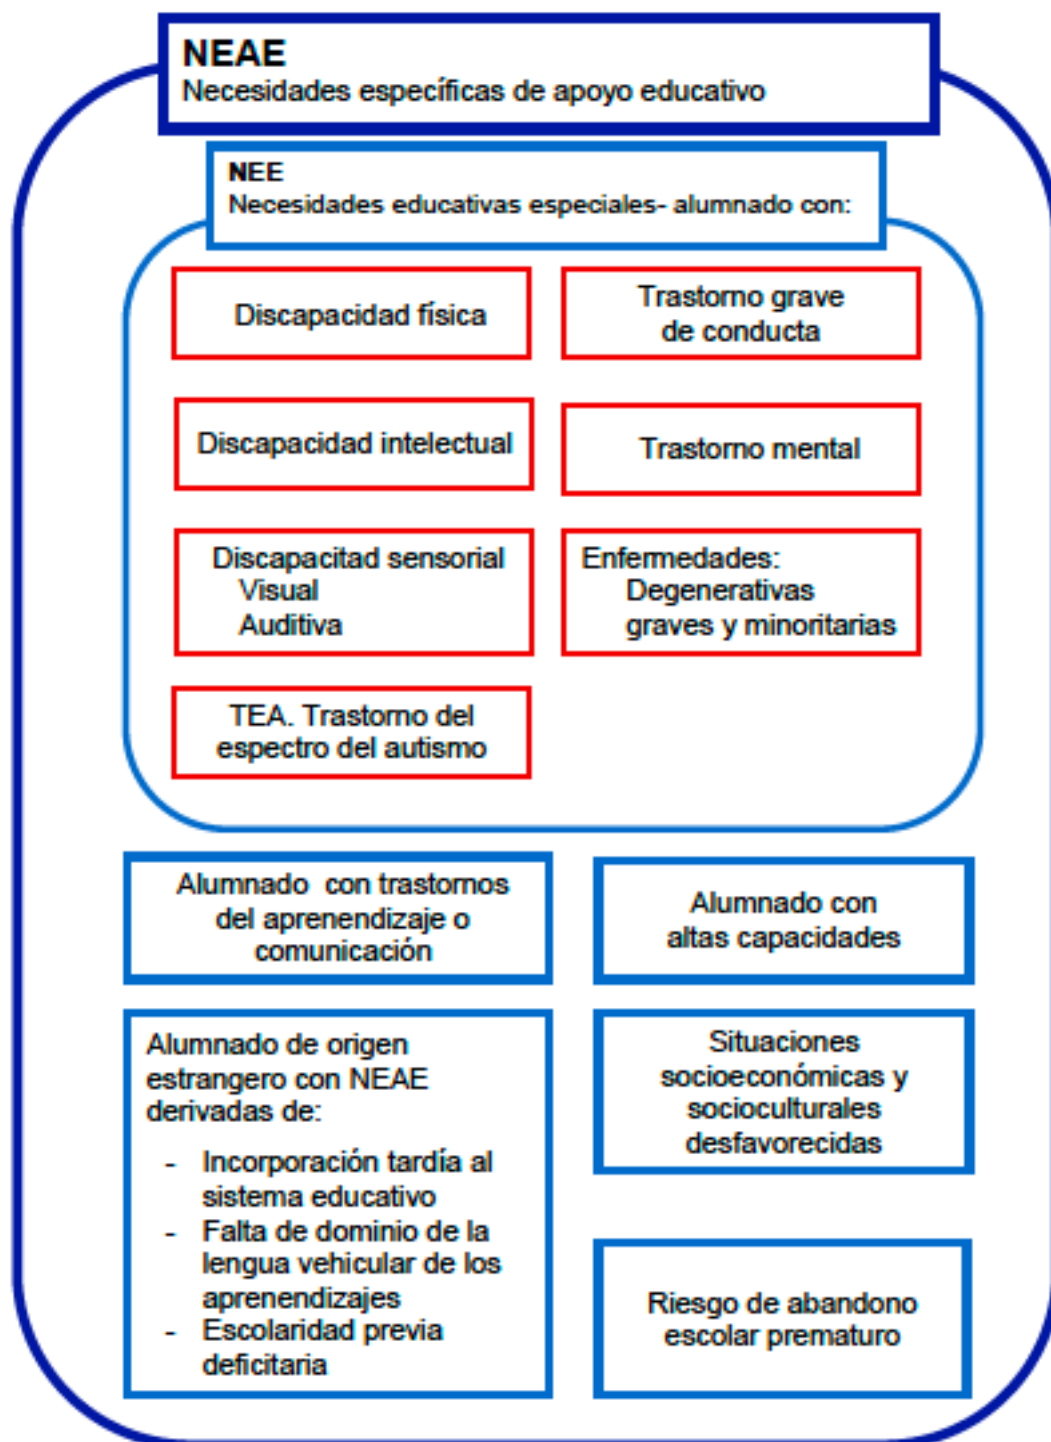 NEAE
Necesidades específicas de apoyo educativo
NEE
Necesidades educativas especiales- alumnado con:
Discapacidad física
Trastorno grave
de conducta
Discapacidad intelectual
Trastorno mental
Discapacitad sensorial
Visual
Auditiva
Enfermedades:
Degenerativas
graves y minoritarias
TEA. Trastorno del
espectro del autismo
Alumnado con trastornos
del aprenendizaje o
comunicación
Alumnado con
altas capacidades
Alumnado de origen
estrangero con NEAE
derivadas de:
- Incorporación tardía al
sistema educativo
- Falta de dominio de la
lengua vehicular de los
aprenendizajes
- Escolaridad previa
deficitaria
Situaciones
socioeconómicas y
socioculturales
desfavorecidas
Riesgo de abandono
escolar prematuro